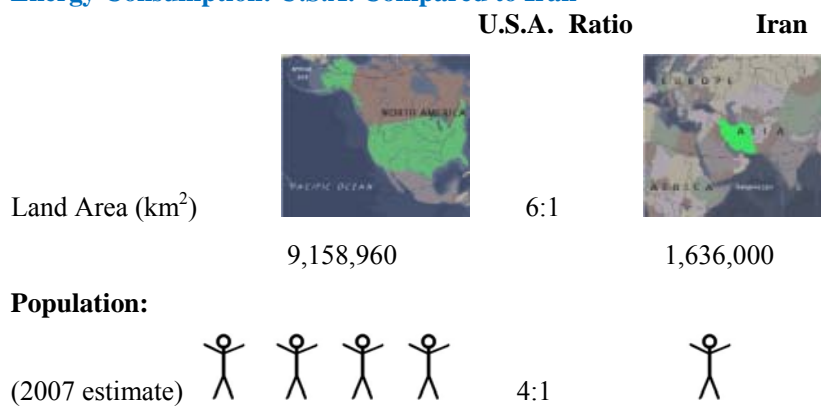 Energy Consumption: U.S.A. Compared to Iran
U.S.A. Ratio Iran
NORTH AMERICA
PACIFIC OCEAN
EUROPE
ASIA
AFRICA
Land Area (km²) 6:1
9,158,960 1,636,000
Population:
(2007 estimate) 4:1